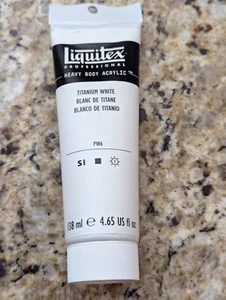 Liquitex
PROFESSIONAL
HEAVY BODY ACRYLIC
TITANIUM WHITE
BLANC DE TITANE
BLANCO DE TITANIO
PW6
S1
138 ml ℮ 4.65 US fl oz